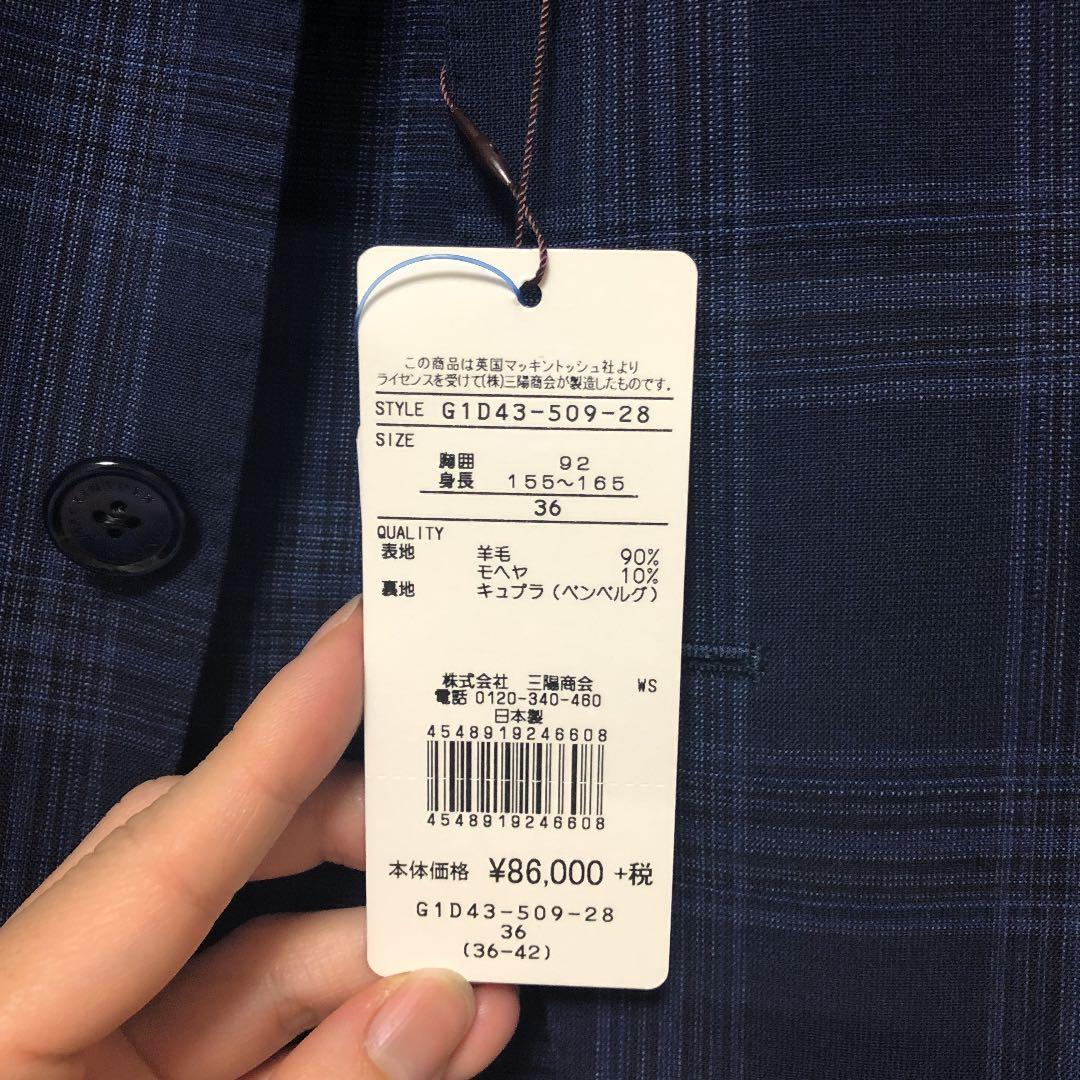 この商品は英国マッキントッシュ社より
ライセンスを受けて(株)三陽商会が製造したものです。
STYLE G1D43-509-28
SIZE
胸囲 92
身長 155~165
36
QUALITY
表地 羊毛 90%
モヘヤ 10%
裏地 キュプラ(ベンベルグ)
株式会社 三陽商会 WS
電話 0120-340-460
日本製
4548919246608
4548919246608
本体価格 ¥86,000 +税
G1D43-509-28
36
(36-42)